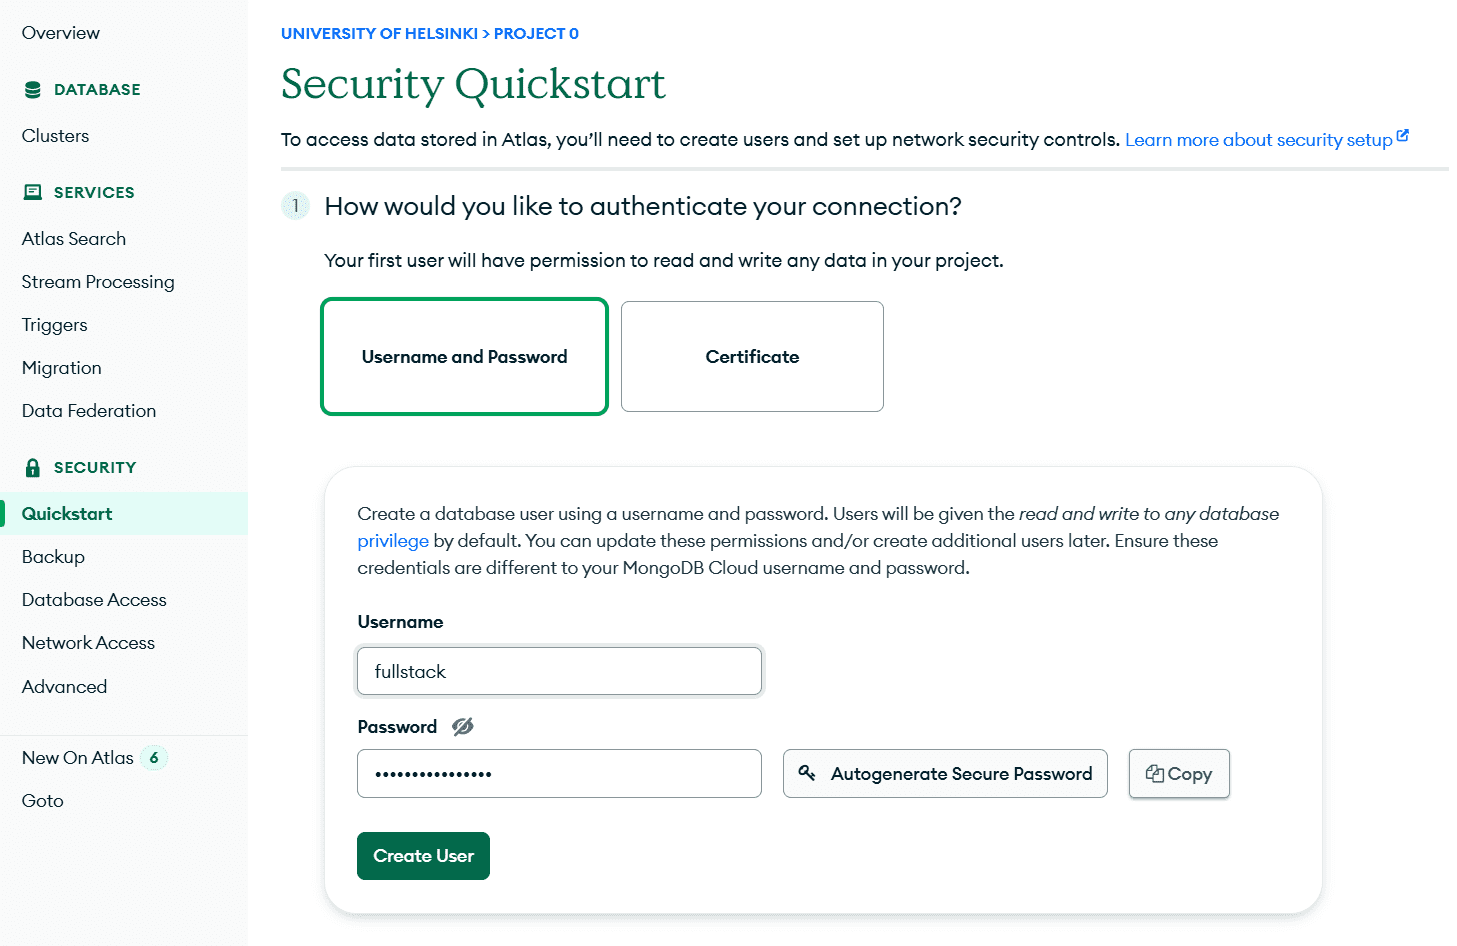 Overview
DATABASE
Clusters
SERVICES
Atlas Search
Stream Processing
Triggers
Migration
Data Federation
SECURITY
Quickstart
Backup
Database Access
Network Access
Advanced
New On Atlas 6
Goto
UNIVERSITY OF HELSINKI > PROJECT 0
Security Quickstart
To access data stored in Atlas, you’ll need to create users and set up network security controls. Learn more about security setup
1 How would you like to authenticate your connection?
Your first user will have permission to read and write any data in your project.
Username and Password
Certificate
Create a database user using a username and password. Users will be given the read and write to any database
privilege by default. You can update these permissions and/or create additional users later. Ensure these
credentials are different to your MongoDB Cloud username and password.
Username
fullstack
Password
••••••••••••••••
Autogenerate Secure Password
Copy
Create User